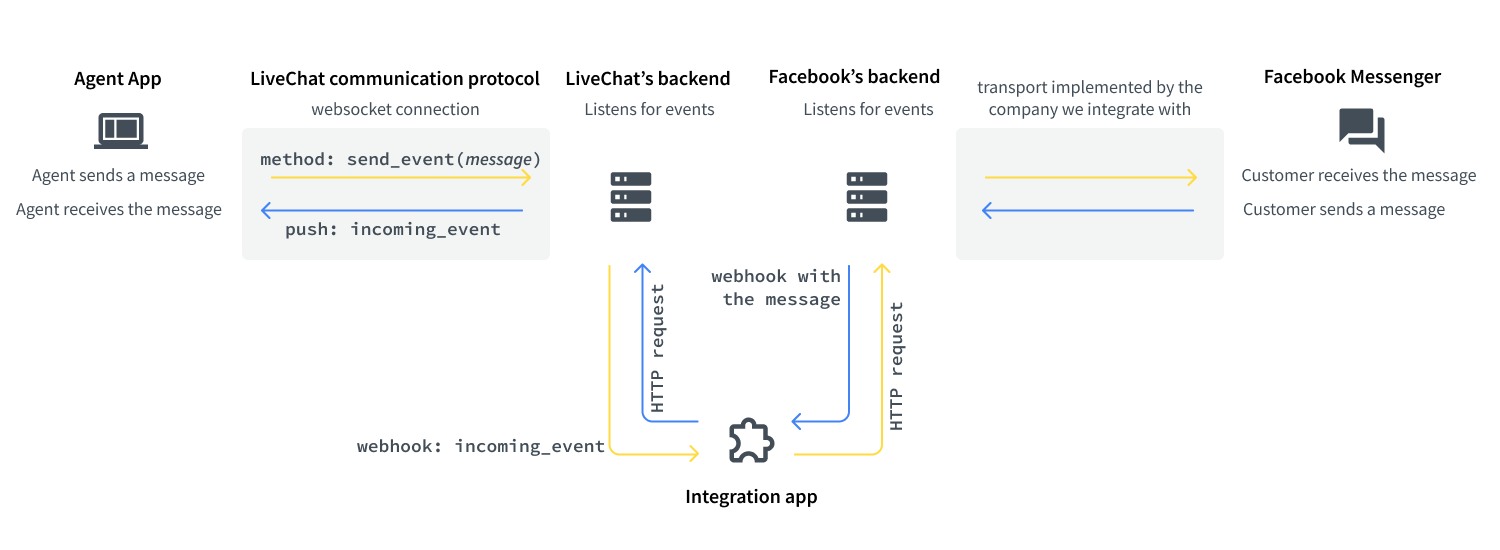 Agent App
Agent sends a message
Agent receives the message
LiveChat communication protocol
websocket connection
method: send_event(message)
push: incoming_event
LiveChat’s backend
Listens for events
Facebook’s backend
Listens for events
transport implemented by the
company we integrate with
Facebook Messenger
Customer receives the message
Customer sends a message
webhook: incoming_event
HTTP request
webhook with
the message
HTTP request
Integration app